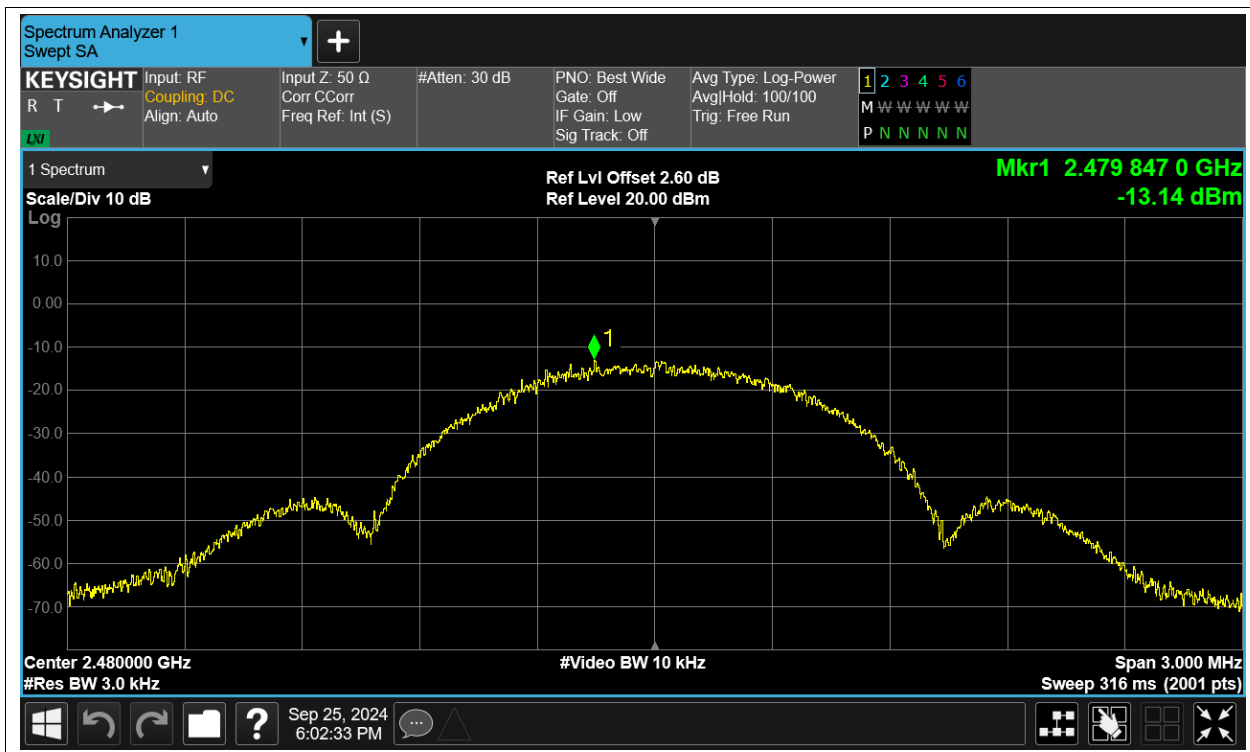 Spectrum Analyzer 1
Swept SA
KEYSIGHT
R T
LXI
Input: RF
Coupling: DC
Align: Auto
Input Z: 50 Ω
Corr CCorr
Freq Ref: Int (S)
#Atten: 30 dB
PNO: Best Wide
Gate: Off
IF Gain: Low
Sig Track: Off
Avg Type: Log-Power
Avg|Hold: 100/100
Trig: Free Run
1 2 3 4 5 6
M W W W W W
P N N N N N
1 Spectrum
Scale/Div 10 dB
Ref Lvl Offset 2.60 dB
Ref Level 20.00 dBm
Mkr1 2.479 847 0 GHz
-13.14 dBm
Log
10.0
0.00
-10.0
-20.0
-30.0
-40.0
-50.0
-60.0
-70.0
1
Center 2.480000 GHz
#Res BW 3.0 kHz
#Video BW 10 kHz
Span 3.000 MHz
Sweep 316 ms (2001 pts)
Sep 25, 2024
6:02:33 PM